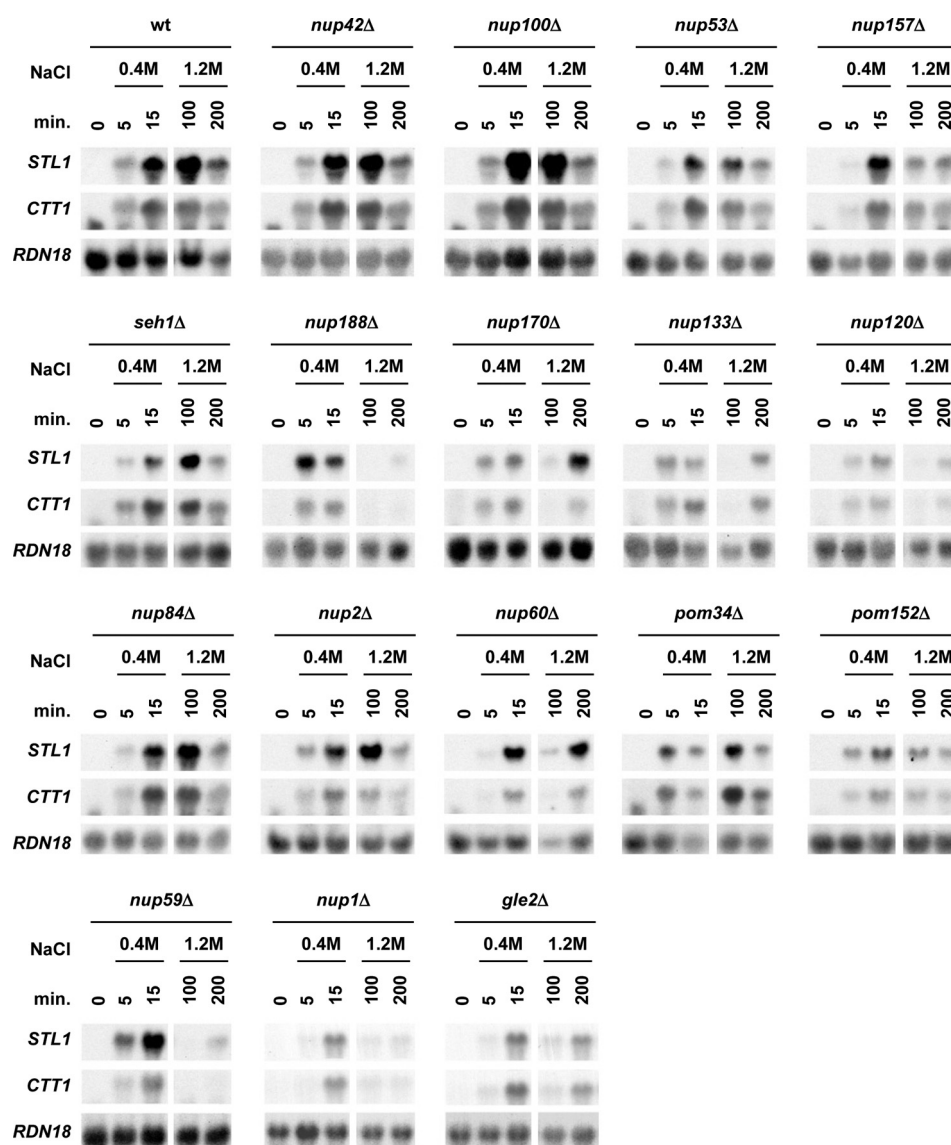 wt nup42Δ nup100Δ nup53Δ nup157Δ
NaCl 0.4M 1.2M 0.4M 1.2M 0.4M 1.2M 0.4M 1.2M 0.4M 1.2M
min. 0 5 15 100 200 0 5 15 100 200 0 5 15 100 200 0 5 15 100 200 0 5 15 100 200
STL1
CTT1
RDN18
seh1Δ nup188Δ nup170Δ nup133Δ nup120Δ
NaCl 0.4M 1.2M 0.4M 1.2M 0.4M 1.2M 0.4M 1.2M 0.4M 1.2M
min. 0 5 15 100 200 0 5 15 100 200 0 5 15 100 200 0 5 15 100 200 0 5 15 100 200
STL1
CTT1
RDN18
nup84Δ nup2Δ nup60Δ pom34Δ pom152Δ
NaCl 0.4M 1.2M 0.4M 1.2M 0.4M 1.2M 0.4M 1.2M 0.4M 1.2M
min. 0 5 15 100 200 0 5 15 100 200 0 5 15 100 200 0 5 15 100 200 0 5 15 100 200
STL1
CTT1
RDN18
nup59Δ nup1Δ gle2Δ
NaCl 0.4M 1.2M 0.4M 1.2M 0.4M 1.2M
min. 0 5 15 100 200 0 5 15 100 200 0 5 15 100 200
STL1
CTT1
RDN18